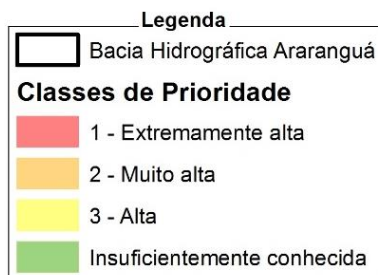 Legenda
Bacia Hidrográfica Araranguá
Classes de Prioridade
1 - Extremamente alta
2 - Muito alta
3 - Alta
Insuficientemente conhecida